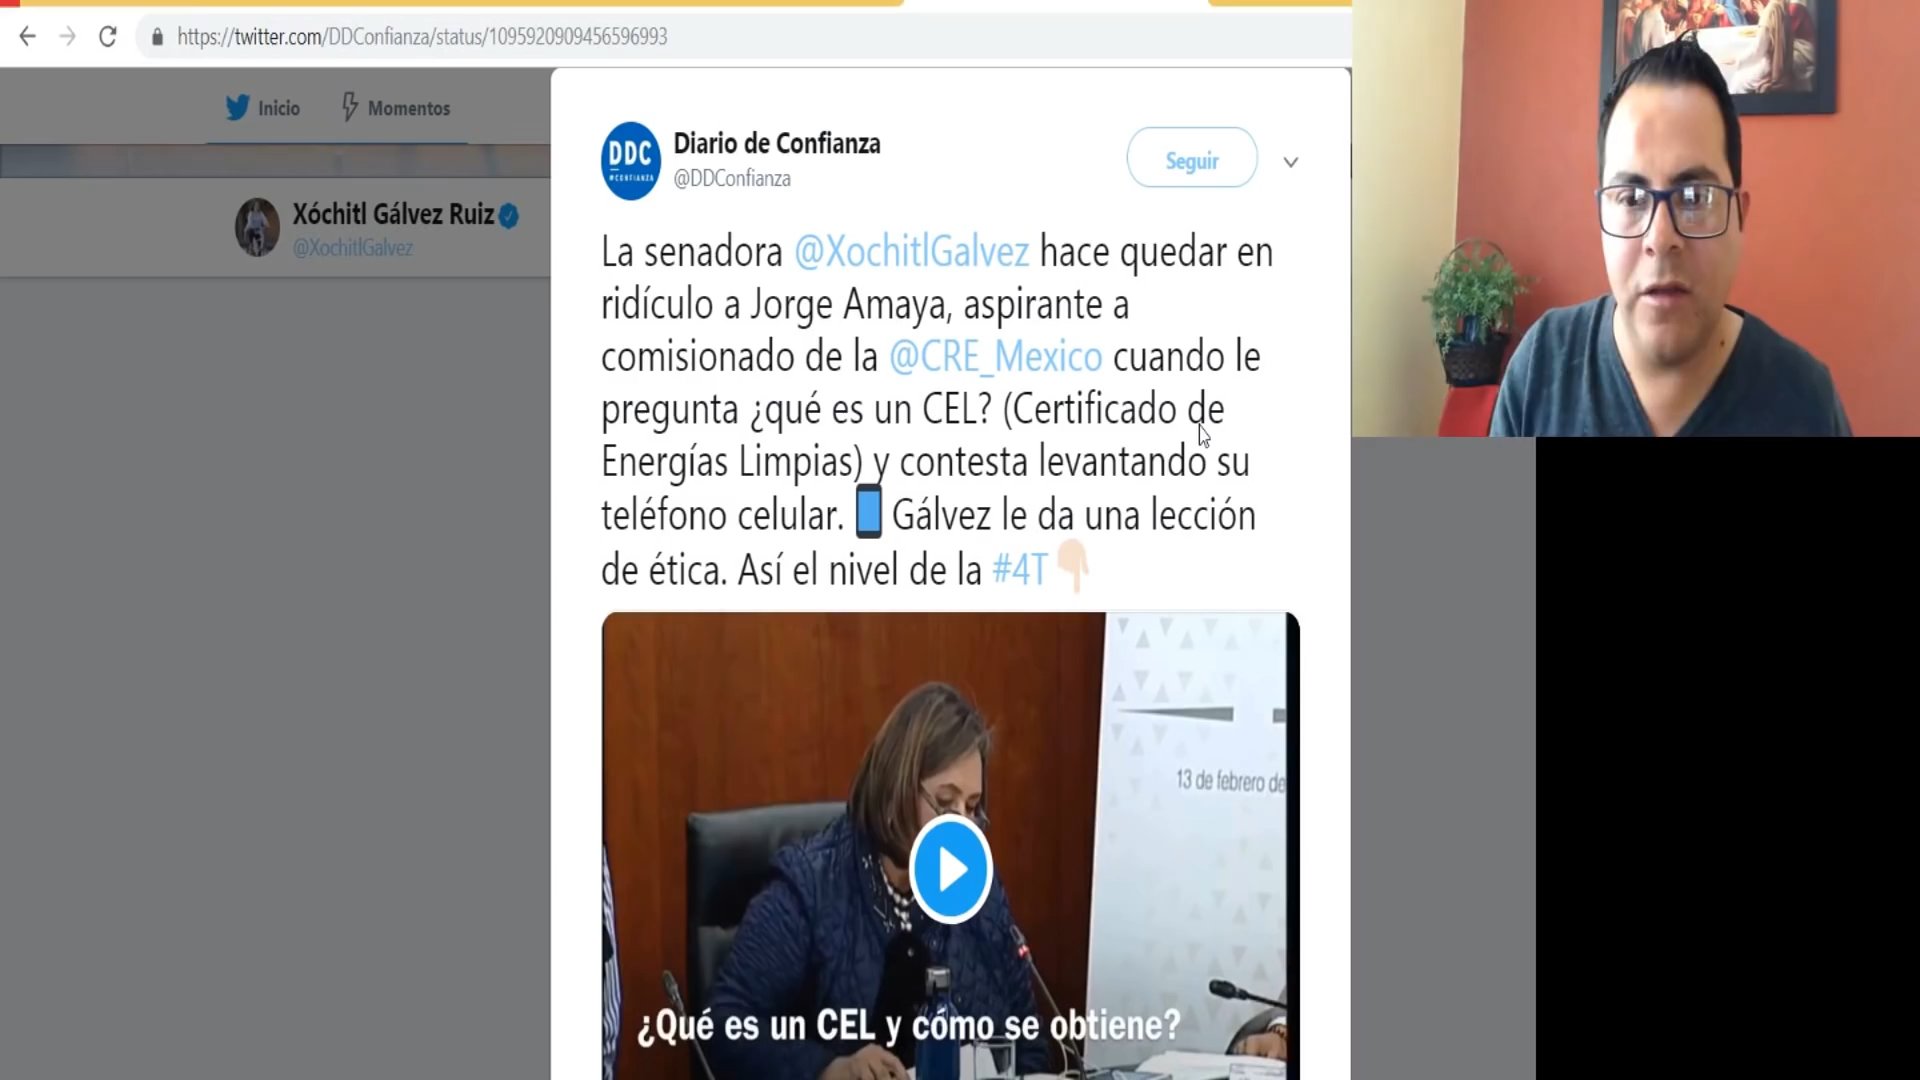 https://twitter.com/DDConfianza/status/1095920909456596993
Inicio
Momentos
Xóchitl Gálvez Ruiz
@XochitlGalvez
DDC
#CONFIANZA
Diario de Confianza
@DDConfianza
Seguir
La senadora @XochitlGalvez hace quedar en
ridículo a Jorge Amaya, aspirante a
comisionado de la @CRE_Mexico cuando le
pregunta ¿qué es un CEL? (Certificado de
Energías Limpias) y contesta levantando su
teléfono celular. Gálvez le da una lección
de ética. Así el nivel de la #4T
13 de febrero de
¿Qué es un CEL y cómo se obtiene?